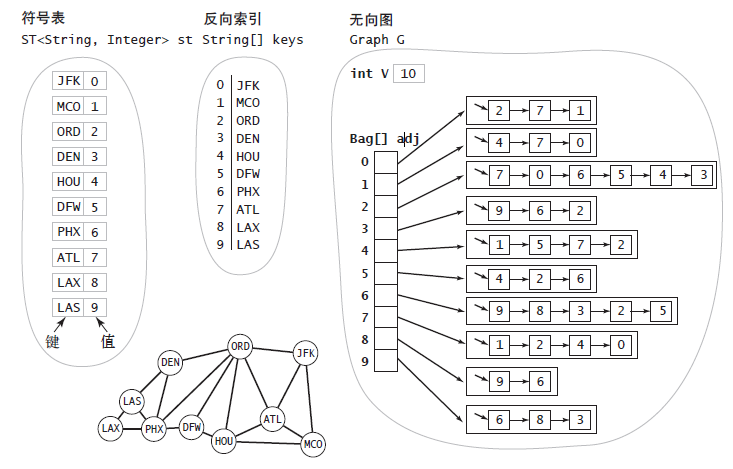 符号表
ST<String, Integer> st
JFK 0
MCO 1
ORD 2
DEN 3
HOU 4
DFW 5
PHX 6
ATL 7
LAX 8
LAS 9
键 值
反向索引
String[] keys
0 JFK
1 MCO
2 ORD
3 DEN
4 HOU
5 DFW
6 PHX
7 ATL
8 LAX
9 LAS
无向图
Graph G
int V 10
Bag[] adj
0 2 7 1
1 4 7 0
2 7 0 6 5 4 3
3 9 6 2
4 1 5 7 2
5 4 2 6
6 9 8 3 2 5
7 1 2 4 0
8 9 6
9 6 8 3
ORD
JFK
DEN
LAS
ATL
LAX
PHX
DFW
HOU
MCO